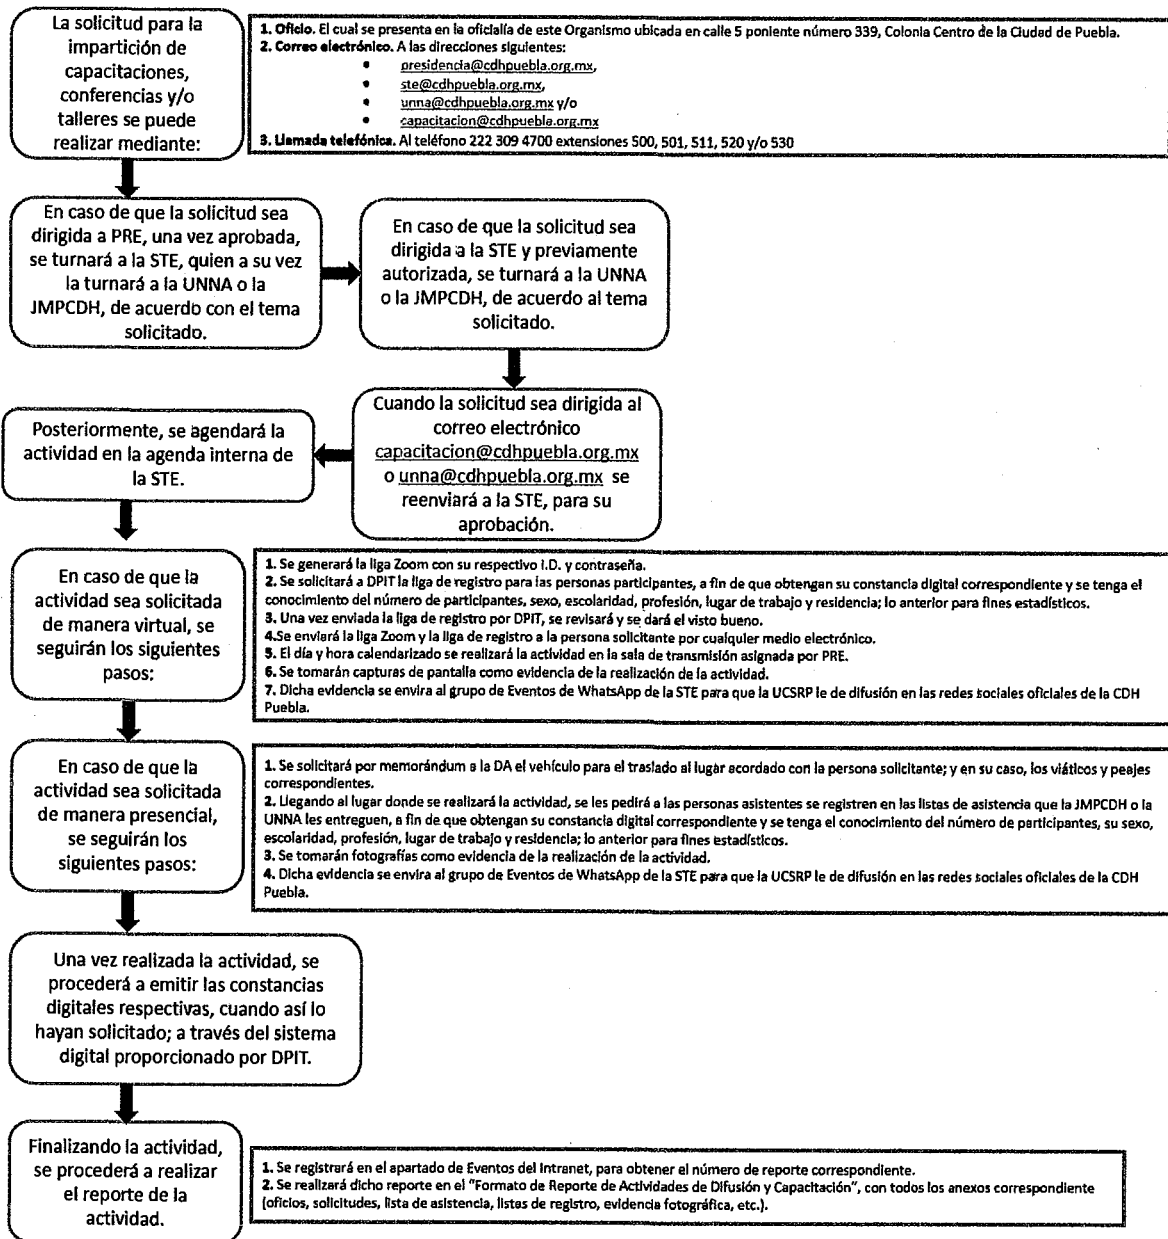 La solicitud para la
impartición de
capacitaciones,
conferencias y/o
talleres se puede
realizar mediante:
1. Oficio. El cual se presenta en la oficialía de este Organismo ubicada en calle 5 poniente número 339, Colonia Centro de la Ciudad de Puebla.
2. Correo electrónico. A las direcciones siguientes:
• presidencia@cdhpuebla.org.mx,
• ste@cdhpuebla.org.mx,
• unna@cdhpuebla.org.mx y/o
• capacitacion@cdhpuebla.org.mx
3. Llamada telefónica. Al teléfono 222 309 4700 extensiones 500, 501, 511, 520 y/o 530
En caso de que la solicitud sea
dirigida a PRE, una vez aprobada,
se turnará a la STE, quien a su vez
la turnará a la UNNA o la
JMPCDH, de acuerdo con el tema
solicitado.
En caso de que la solicitud sea
dirigida a la STE y previamente
autorizada, se turnará a la UNNA
o la JMPCDH, de acuerdo al tema
solicitado.
Cuando la solicitud sea dirigida al
correo electrónico
capacitacion@cdhpuebla.org.mx
o unna@cdhpuebla.org.mx se
reenviará a la STE, para su
aprobación.
Posteriormente, se agendará la
actividad en la agenda interna de
la STE.
En caso de que la
actividad sea solicitada
de manera virtual, se
seguirán los siguientes
pasos:
1. Se generará la liga Zoom con su respectivo I.D. y contraseña.
2. Se solicitará a DPIT la liga de registro para las personas participantes, a fin de que obtengan su constancia digital correspondiente y se tenga el
conocimiento del número de participantes, sexo, escolaridad, profesión, lugar de trabajo y residencia; lo anterior para fines estadísticos.
3. Una vez enviada la liga de registro por DPIT, se revisará y se dará el visto bueno.
4.Se enviará la liga Zoom y la liga de registro a la persona solicitante por cualquier medio electrónico.
5. El día y hora calendarizado se realizará la actividad en la sala de transmisión asignada por PRE.
6. Se tomarán capturas de pantalla como evidencia de la realización de la actividad.
7. Dicha evidencia se envira al grupo de Eventos de WhatsApp de la STE para que la UCSRP le de difusión en las redes sociales oficiales de la CDH
Puebla.
En caso de que la
actividad sea solicitada
de manera presencial,
se seguirán los
siguientes pasos:
1. Se solicitará por memorándum a la DA el vehículo para el traslado al lugar acordado con la persona solicitante; y en su caso, los viáticos y peajes
correspondientes.
2. Llegando al lugar donde se realizará la actividad, se les pedirá a las personas asistentes se registren en las listas de asistencia que la JMPCDH o la
UNNA les entreguen, a fin de que obtengan su constancia digital correspondiente y se tenga el conocimiento del número de participantes, su sexo,
escolaridad, profesión, lugar de trabajo y residencia; lo anterior para fines estadísticos.
3. Se tomarán fotografías como evidencia de la realización de la actividad.
4. Dicha evidencia se envira al grupo de Eventos de WhatsApp de la STE para que la UCSRP le de difusión en las redes sociales oficiales de la CDH
Puebla.
Una vez realizada la actividad, se
procederá a emitir las constancias
digitales respectivas, cuando así lo
hayan solicitado; a través del sistema
digital proporcionado por DPIT.
Finalizando la actividad,
se procederá a realizar
el reporte de la
actividad.
1. Se registrará en el apartado de Eventos del Intranet, para obtener el número de reporte correspondiente.
2. Se realizará dicho reporte en el "Formato de Reporte de Actividades de Difusión y Capacitación", con todos los anexos correspondiente
(oficios, solicitudes, lista de asistencia, listas de registro, evidencia fotográfica, etc.).